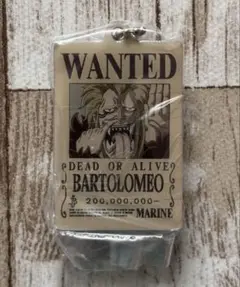 WANTED
DEAD OR ALIVE
BARTOLOMEO
200,000,000-
MARINE